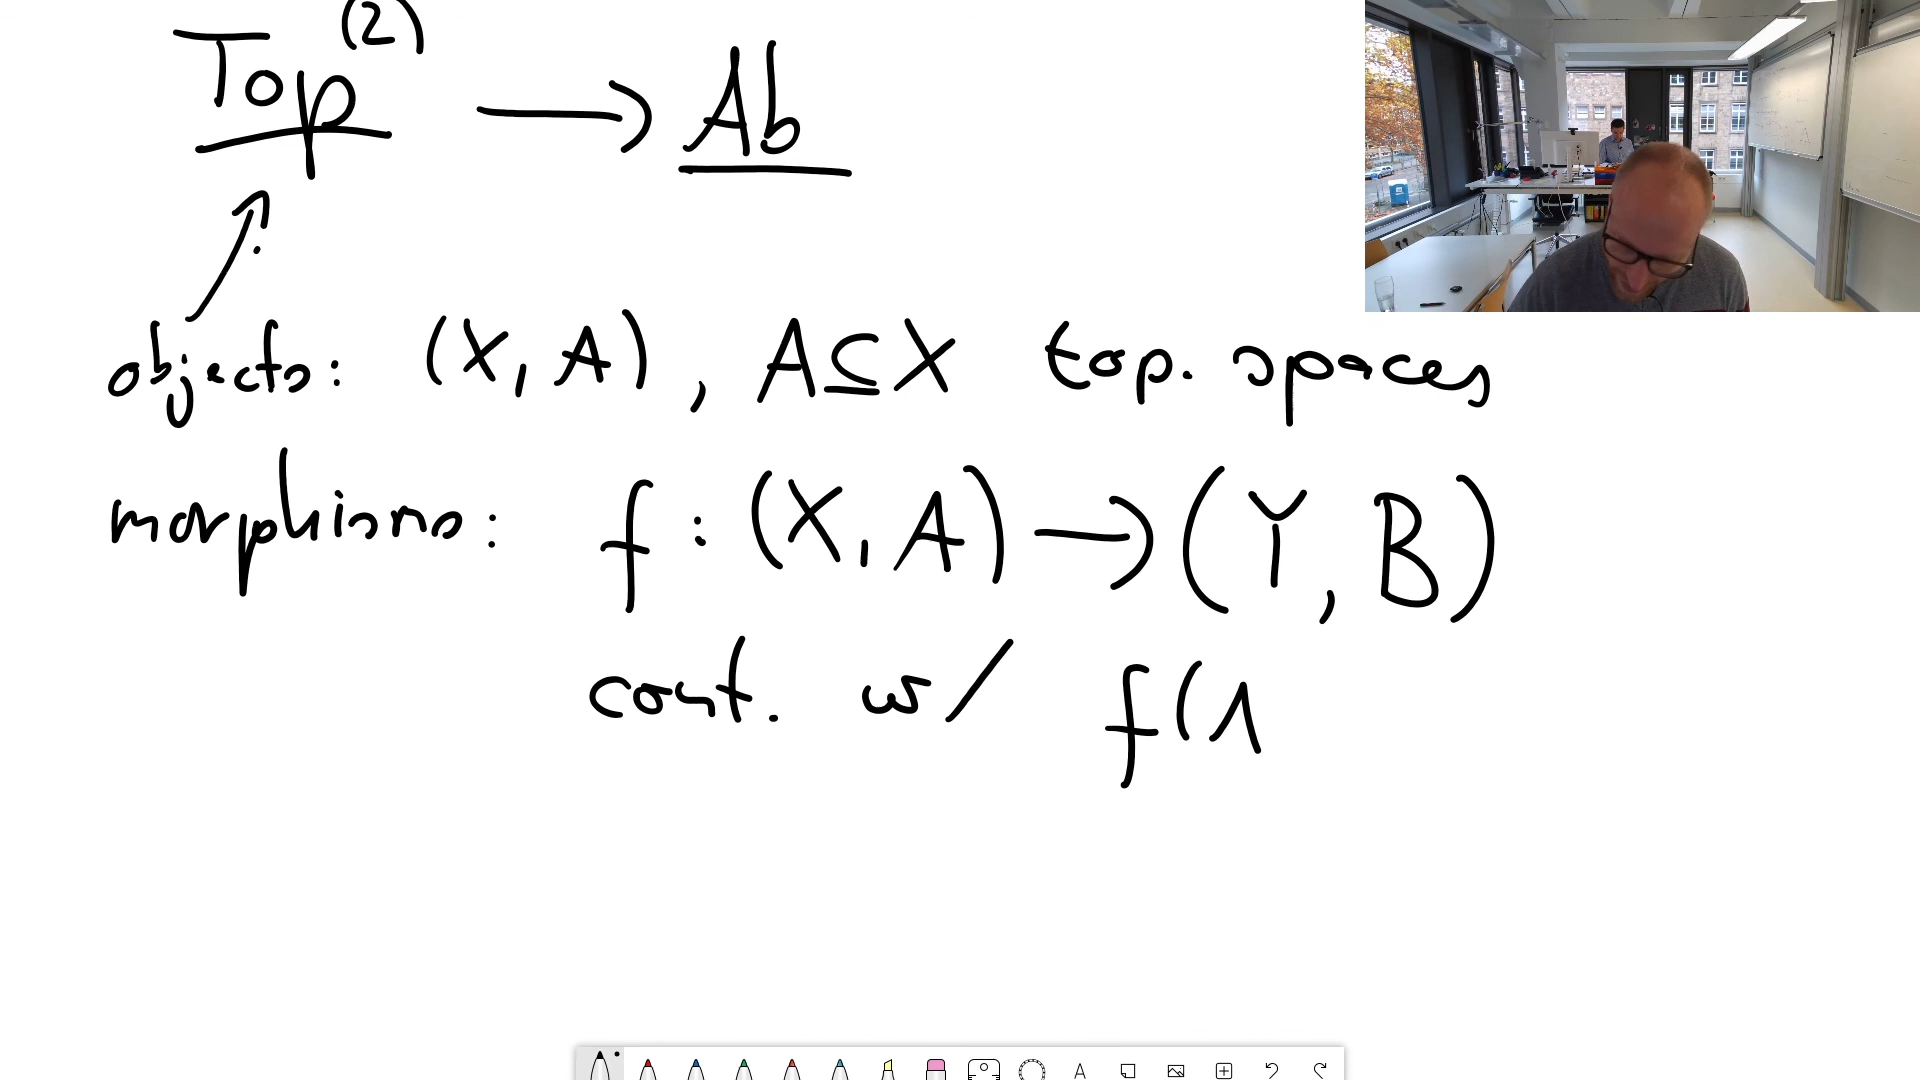 Top⁽²⁾ → Ab
objects: (X, A), A ⊆ X top. spaces
morphisms: f : (X, A) → (Y, B)
cont. w/ f(A